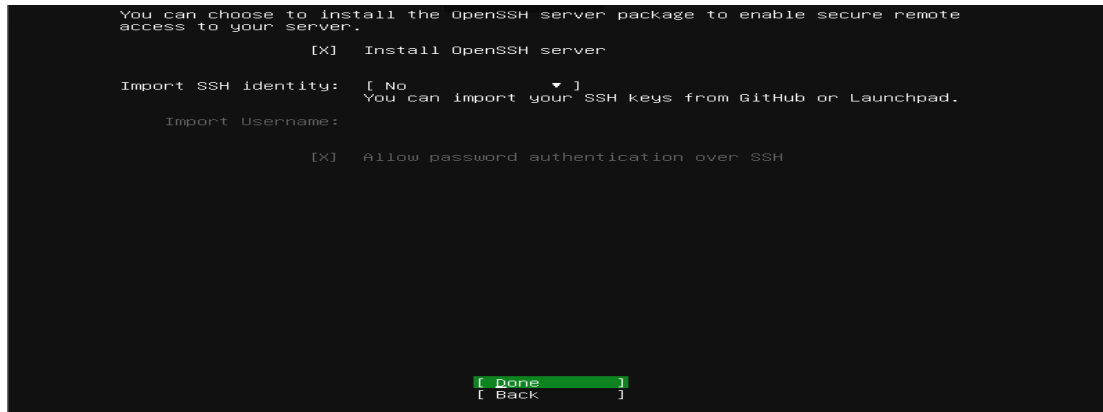 You can choose to install the OpenSSH server package to enable secure remote
access to your server.
[X] Install OpenSSH server
Import SSH identity: [ No ▼ ]
You can import your SSH keys from GitHub or Launchpad.
Import Username:
[X] Allow password authentication over SSH
[ Done ]
[ Back ]